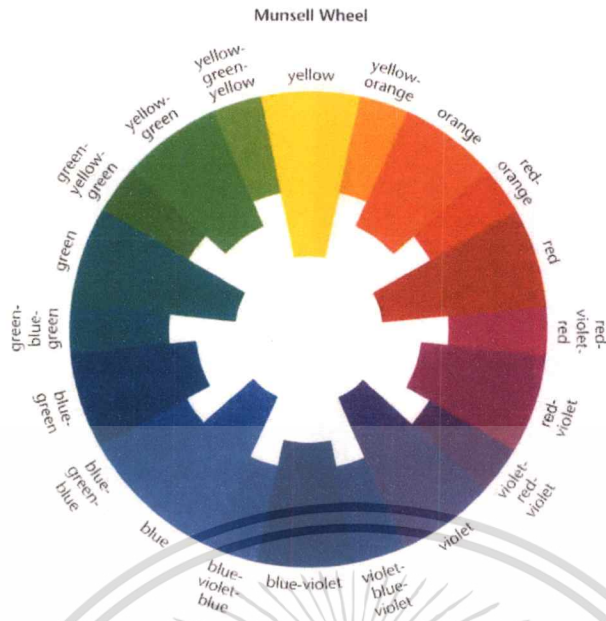 Munsell Wheel
yellow
yellow-
orange
orange
red-
orange
red
red-
violet-
red
red-
violet
violet-
red-
violet
violet
violet-
blue-
violet
blue-violet
blue-
violet-
blue
blue
blue-
green-
blue
blue-
green
green-
blue-
green
green
green-
yellow-
green
yellow-
green
yellow-
green-
yellow